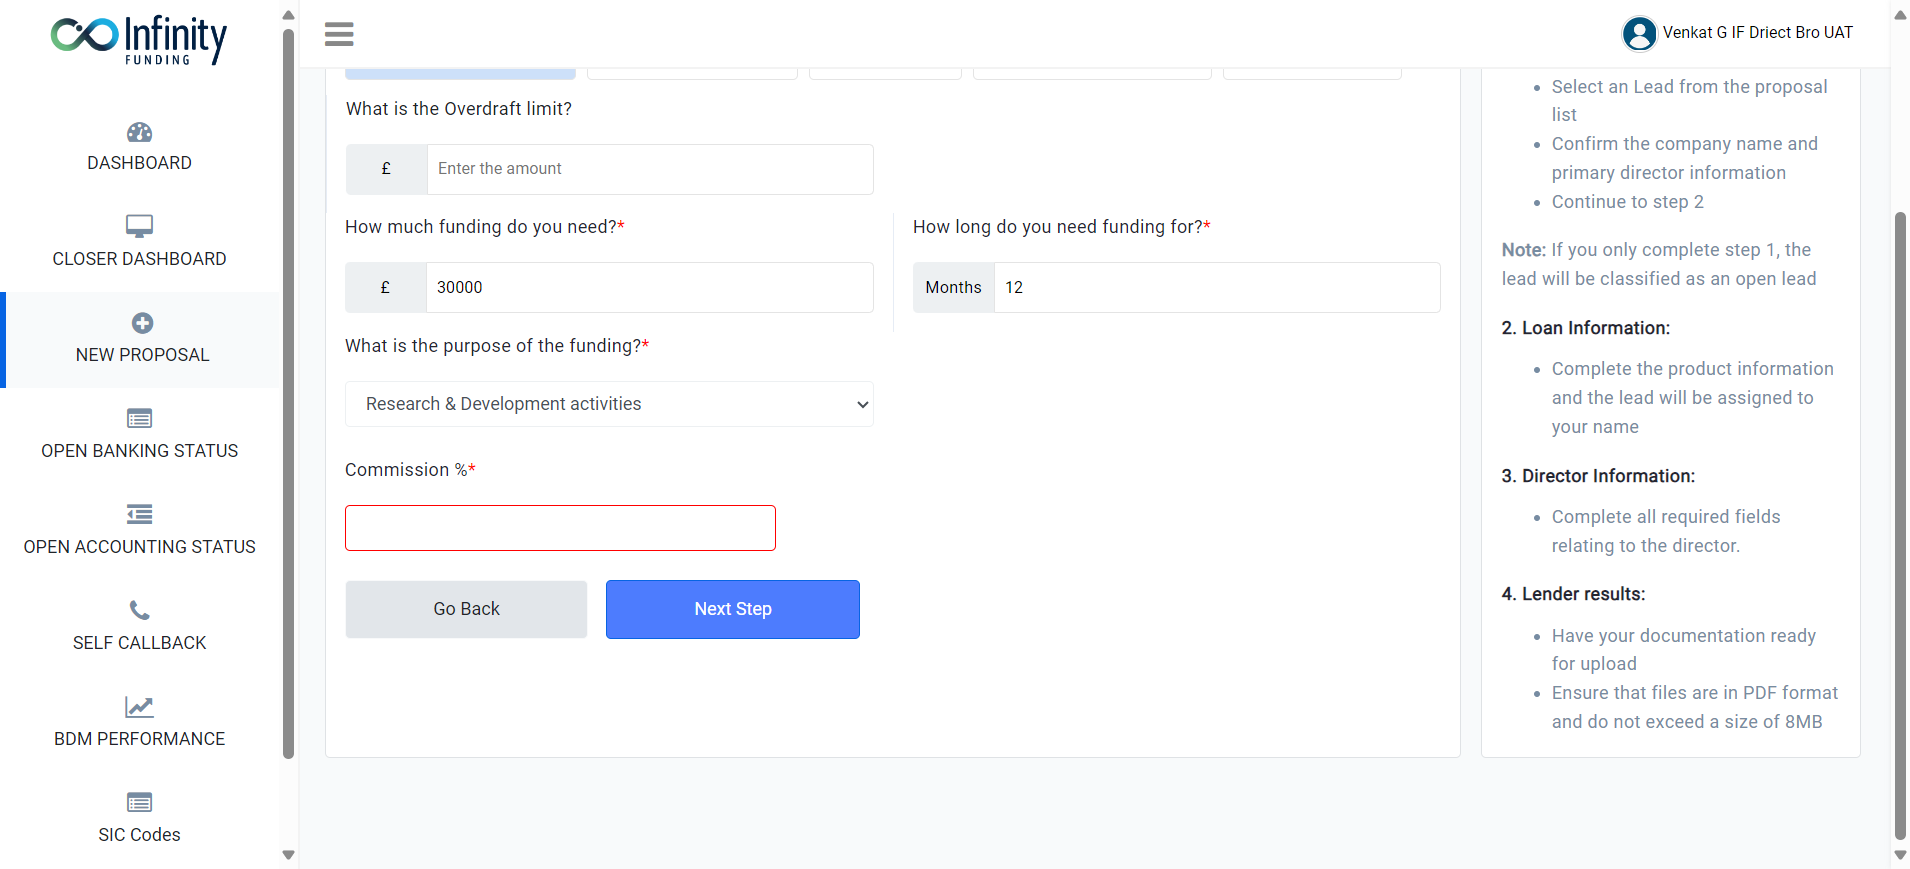 Infinity
FUNDING
DASHBOARD
CLOSER DASHBOARD
NEW PROPOSAL
OPEN BANKING STATUS
OPEN ACCOUNTING STATUS
SELF CALLBACK
BDM PERFORMANCE
SIC Codes
Venkat G IF Driect Bro UAT
What is the Overdraft limit?
£ Enter the amount
How much funding do you need?*
£ 30000
How long do you need funding for?*
Months 12
What is the purpose of the funding?*
Research & Development activities
Commission %*
Go Back
Next Step
• Select an Lead from the proposal
list
• Confirm the company name and
primary director information
• Continue to step 2
Note: If you only complete step 1, the
lead will be classified as an open lead
2. Loan Information:
• Complete the product information
and the lead will be assigned to
your name
3. Director Information:
• Complete all required fields
relating to the director.
4. Lender results:
• Have your documentation ready
for upload
• Ensure that files are in PDF format
and do not exceed a size of 8MB